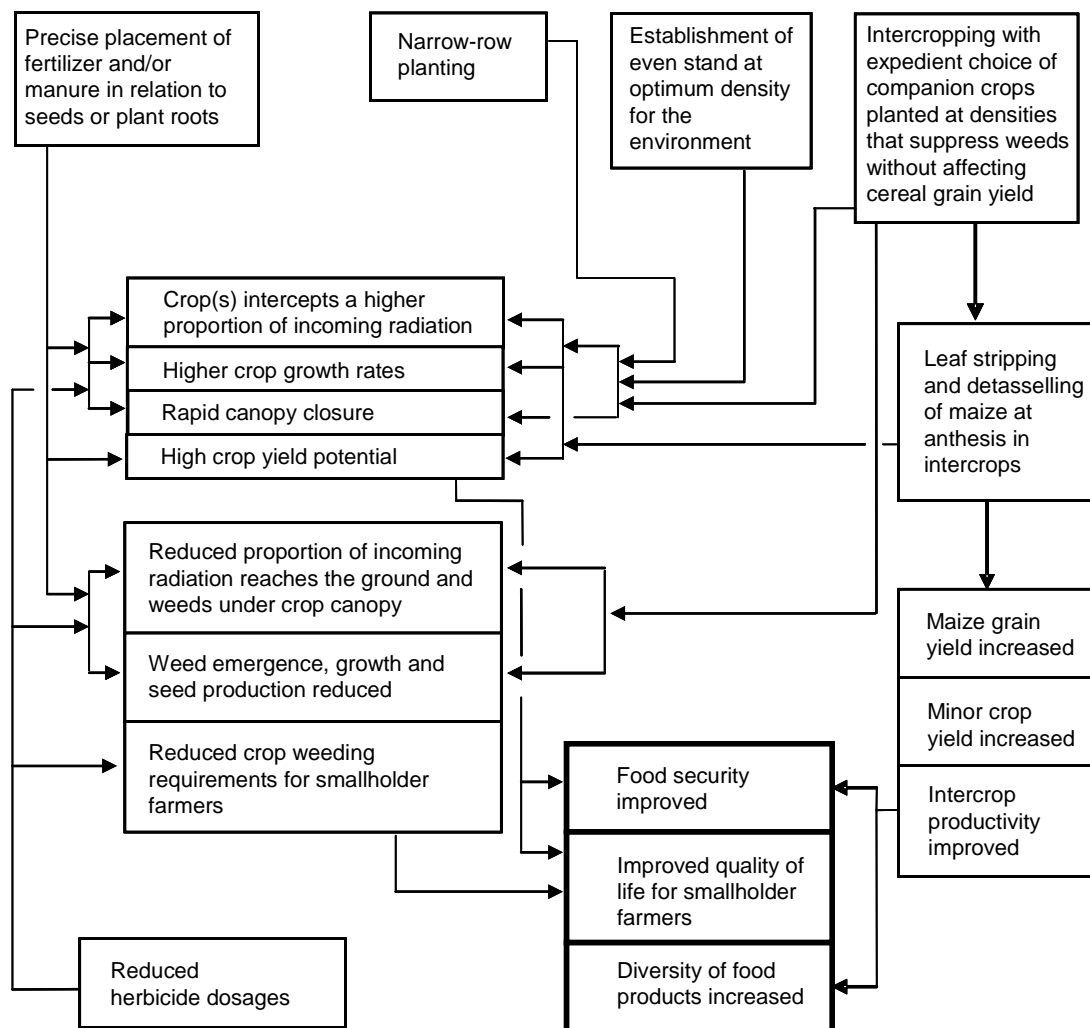 Precise placement of
fertilizer and/or
manure in relation to
seeds or plant roots
Narrow-row
planting
Establishment of
even stand at
optimum density
for the
environment
Intercropping with
expedient choice of
companion crops
planted at densities
that suppress weeds
without affecting
cereal grain yield
Crop(s) intercepts a higher
proportion of incoming radiation
Higher crop growth rates
Rapid canopy closure
High crop yield potential
Leaf stripping
and detasselling
of maize at
anthesis in
intercrops
Reduced proportion of incoming
radiation reaches the ground and
weeds under crop canopy
Weed emergence, growth and
seed production reduced
Reduced crop weeding
requirements for smallholder
farmers
Maize grain
yield increased
Minor crop
yield increased
Intercrop
productivity
improved
Food security
improved
Improved quality of
life for smallholder
farmers
Diversity of food
products increased
Reduced
herbicide dosages